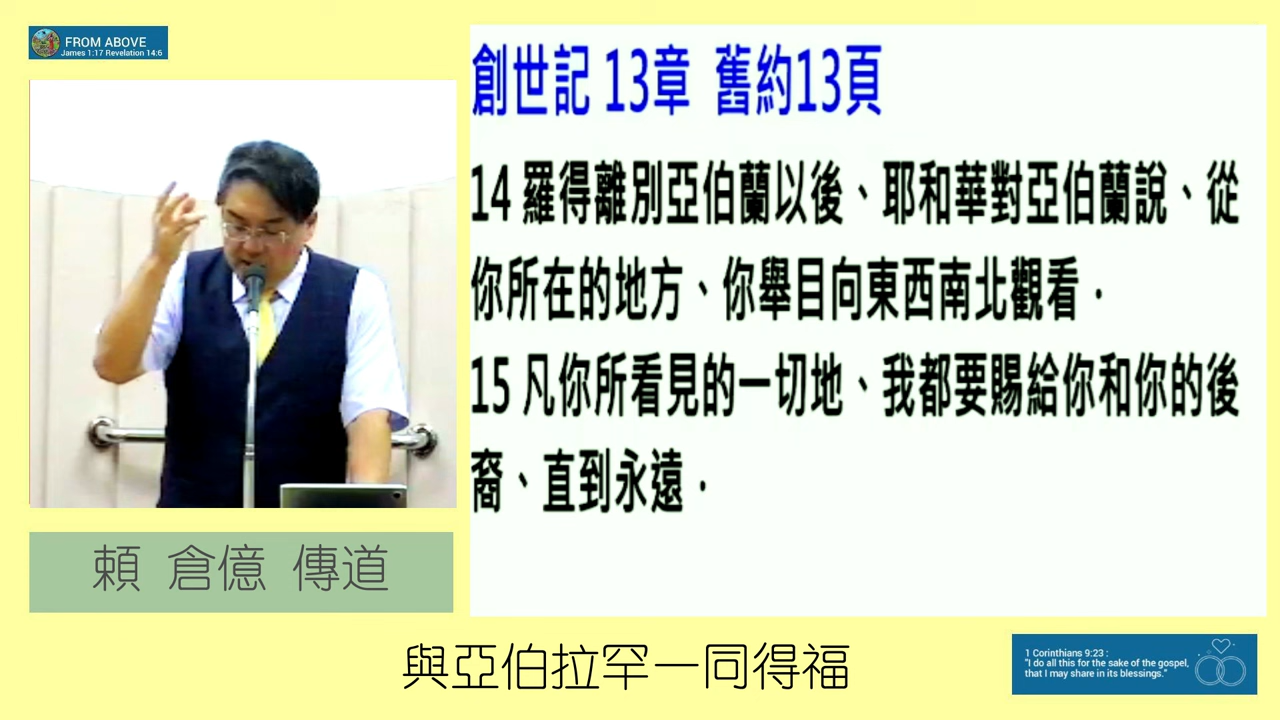 FROM ABOVE
James 1:17 Revelation 14:6
創世記 13章 舊約13頁
14 羅得離別亞伯蘭以後、耶和華對亞伯蘭說、從
你所在的地方、你舉目向東西南北觀看．
15 凡你所看見的一切地、我都要賜給你和你的後
裔、直到永遠．
賴 倉億 傳道
與亞伯拉罕一同得福
1 Corinthians 9:23 :
"I do all this for the sake of the gospel,
that I may share in its blessings."